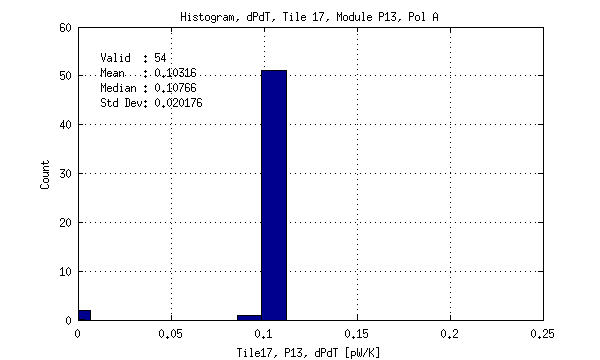 Histogram, dPdT, Tile 17, Module P13, Pol A
60
50
40
30
20
10
0
Count
Valid : 54
Mean : 0.10316
Median : 0.10766
Std Dev: 0.020176
0 0.05 0.1 0.15 0.2 0.25
Tile17, P13, dPdT [pW/K]